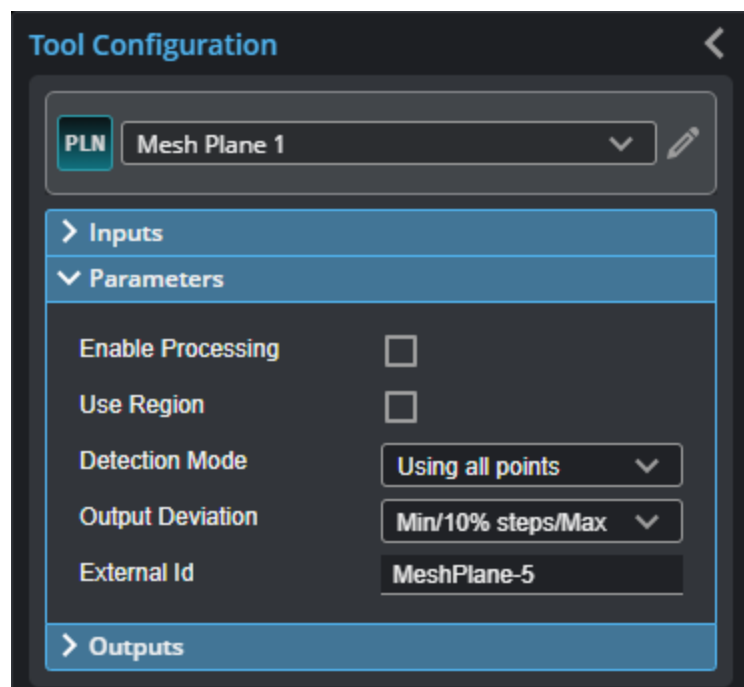 Tool Configuration
PLN Mesh Plane 1
Inputs
Parameters
Enable Processing
Use Region
Detection Mode Using all points
Output Deviation Min/10% steps/Max
External Id MeshPlane-5
Outputs